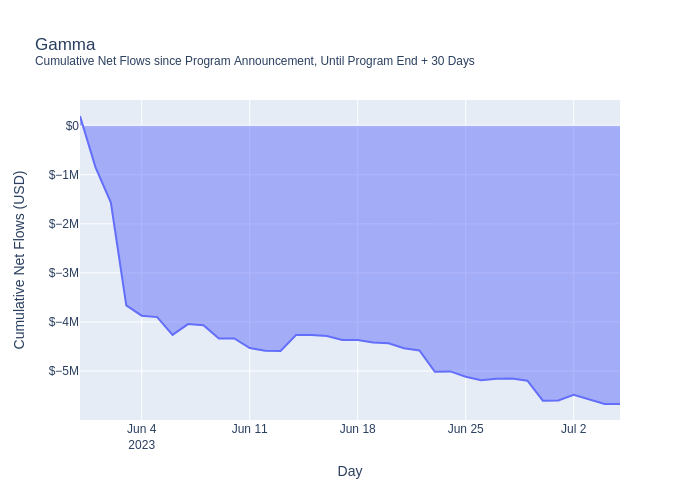 Gamma
Cumulative Net Flows since Program Announcement, Until Program End + 30 Days
Cumulative Net Flows (USD)
$0
$−1M
$−2M
$−3M
$−4M
$−5M
Jun 4
2023
Jun 11
Jun 18
Jun 25
Jul 2
Day